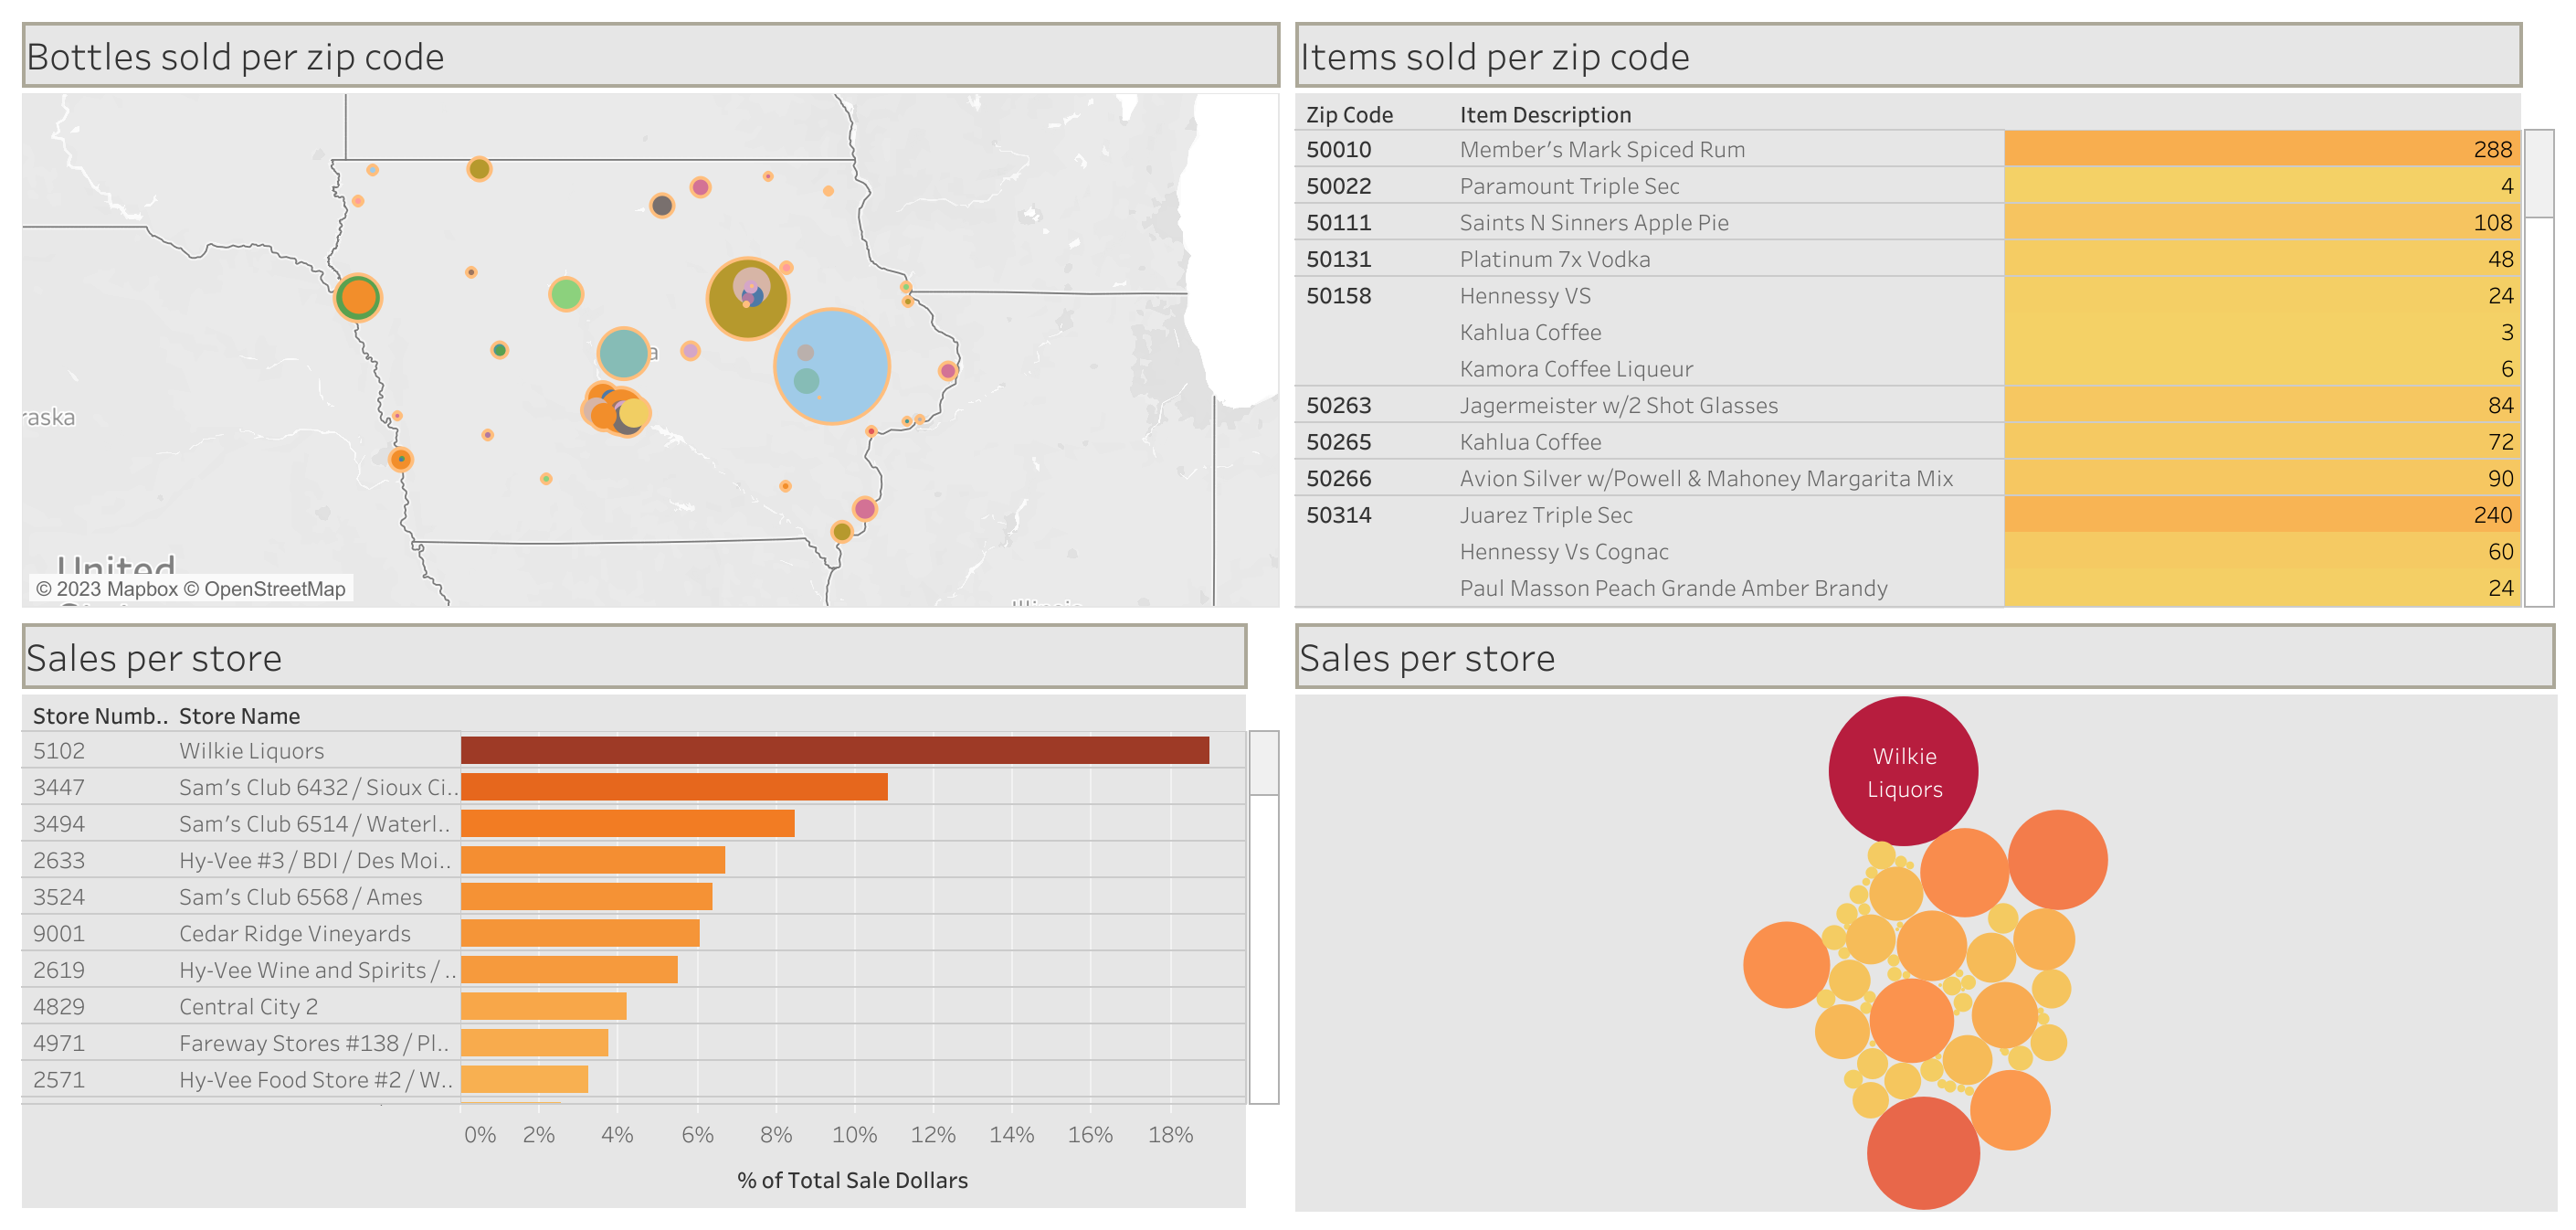 Bottles sold per zip code
Items sold per zip code
a
raska
United
© 2023 Mapbox © OpenStreetMap
Illinois
Zip Code Item Description
50010 Member's Mark Spiced Rum 288
50022 Paramount Triple Sec 4
50111 Saints N Sinners Apple Pie 108
50131 Platinum 7x Vodka 48
50158 Hennessy VS 24
Kahlua Coffee 3
Kamora Coffee Liqueur 6
50263 Jagermeister w/2 Shot Glasses 84
50265 Kahlua Coffee 72
50266 Avion Silver w/Powell & Mahoney Margarita Mix 90
50314 Juarez Triple Sec 240
Hennessy Vs Cognac 60
Paul Masson Peach Grande Amber Brandy 24
Sales per store
Sales per store
Store Numb.. Store Name
5102 Wilkie Liquors
3447 Sam's Club 6432 / Sioux Ci..
3494 Sam's Club 6514 / Waterl..
2633 Hy-Vee #3 / BDI / Des Moi..
3524 Sam's Club 6568 / Ames
9001 Cedar Ridge Vineyards
2619 Hy-Vee Wine and Spirits / ..
4829 Central City 2
4971 Fareway Stores #138 / Pl..
2571 Hy-Vee Food Store #2 / W..
0% 2% 4% 6% 8% 10% 12% 14% 16% 18%
% of Total Sale Dollars
Wilkie
Liquors